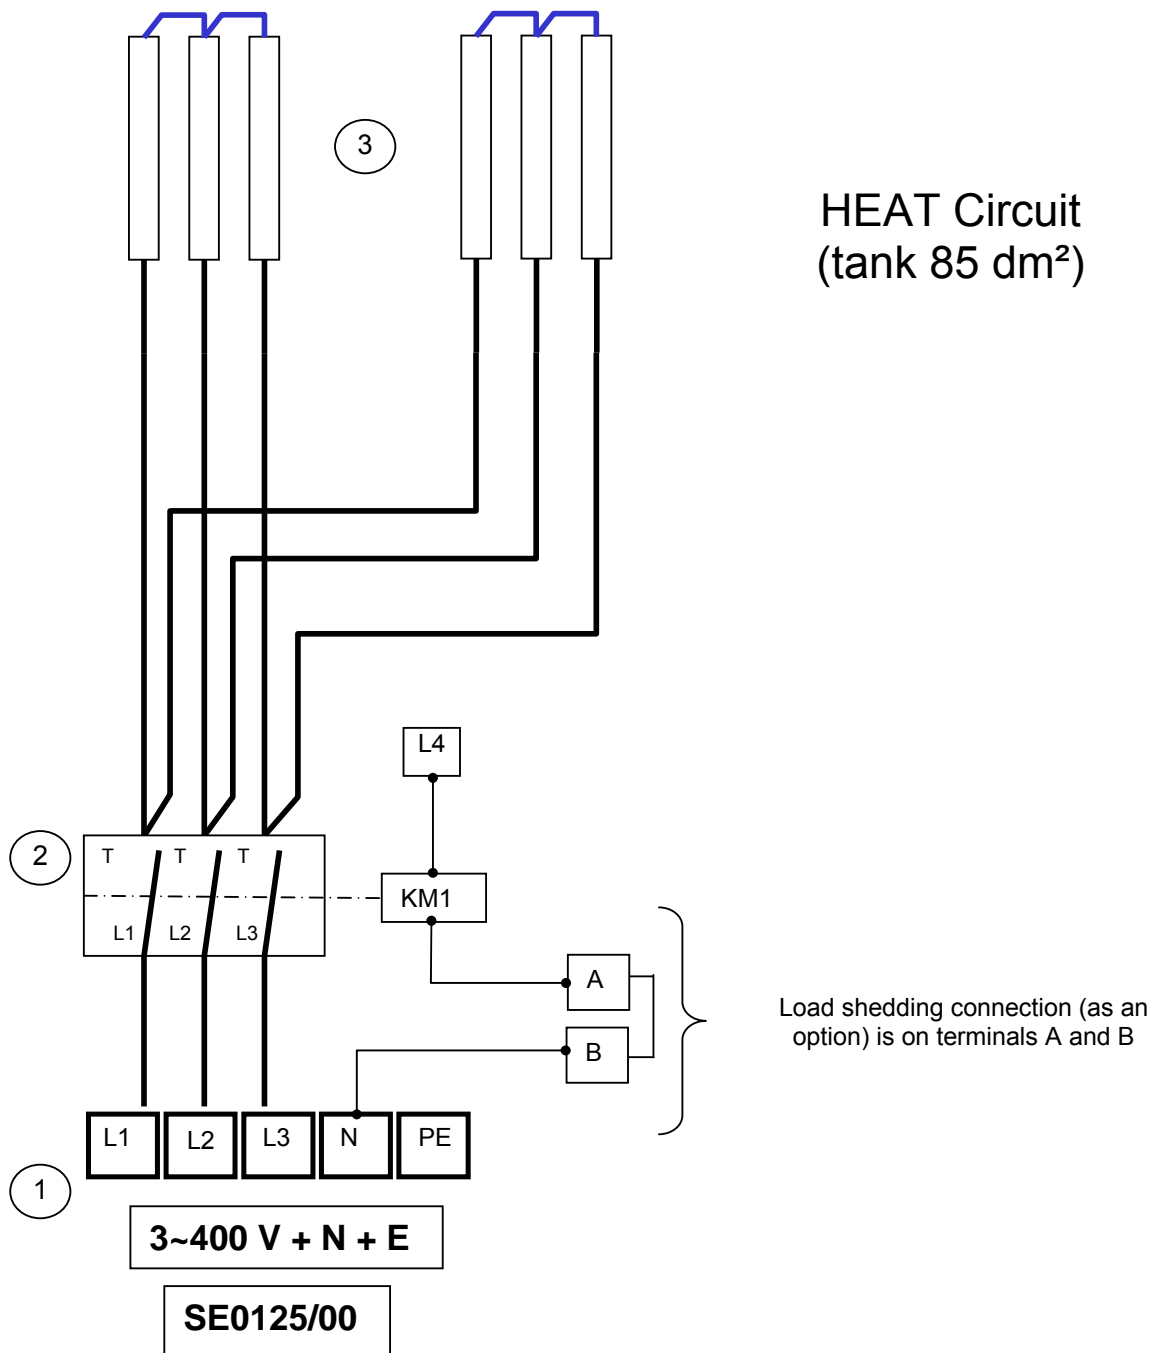 3
HEAT Circuit
(tank 85 dm²)
L4
2
T T T
KM1
L1 L2 L3
A
Load shedding connection (as an
option) is on terminals A and B
B
L1 L2 L3 N PE
1
3~400 V + N + E
SE0125/00